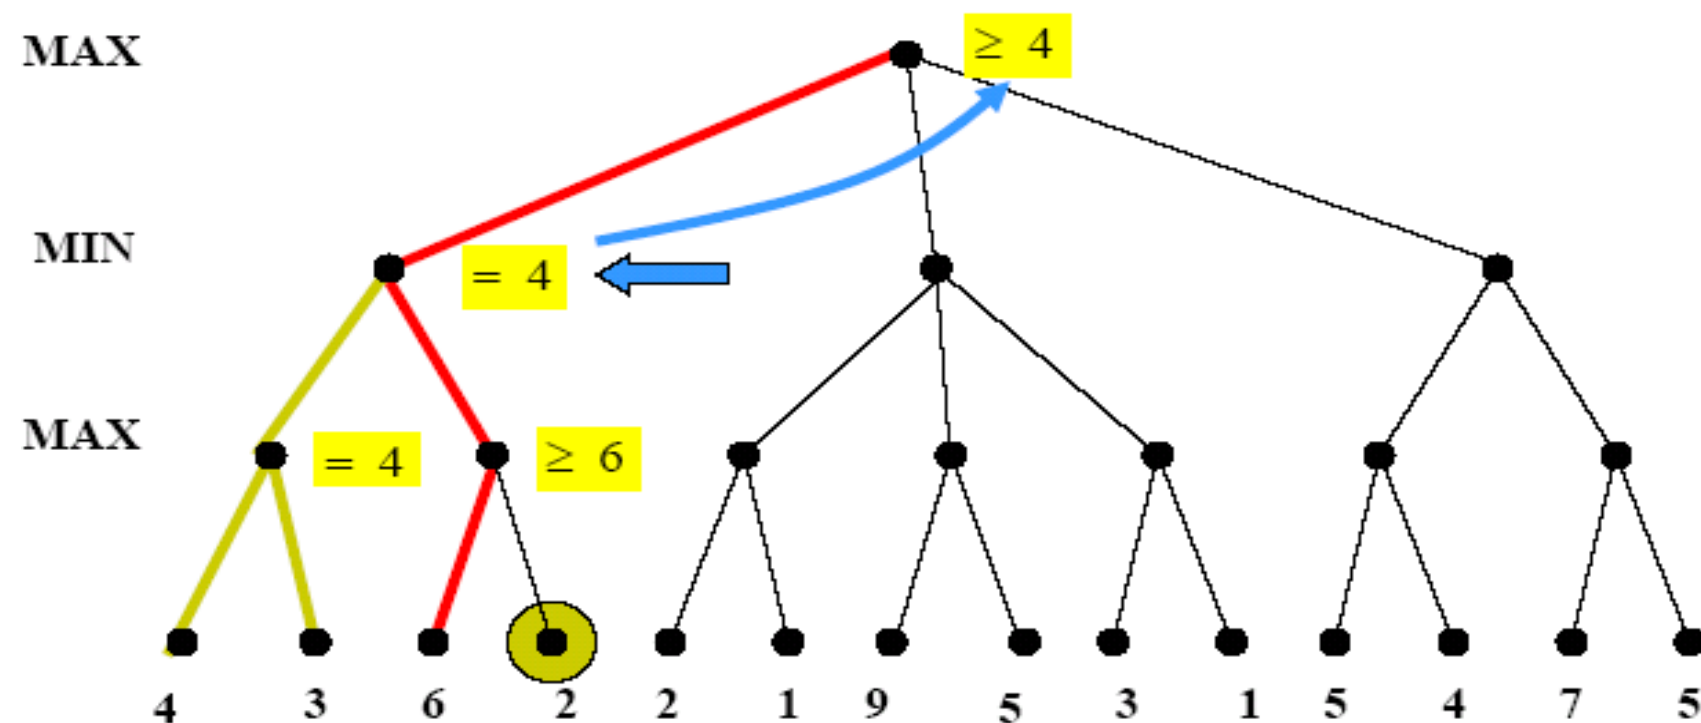 MAX ≥ 4
MIN = 4
MAX = 4 ≥ 6
4 3 6 2 2 1 9 5 3 1 5 4 7 5